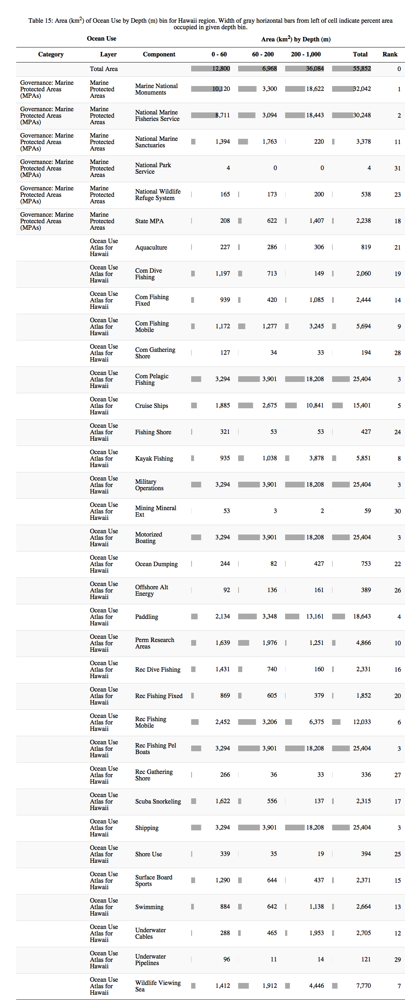 Table 15: Area (km2) of Ocean Use by Depth (m) bin for Hawaii region. Width of gray horizontal bars from left of cell indicate percent area
occupied in given depth bin.
Ocean Use Area (km2) by Depth (m)
Category Layer Component 0 - 60 60 - 200 200 - 1,000 Total Rank
Total Area 12,800 6,968 36,084 55,852 0
Governance: Marine Protected Areas (MPAs) Marine Protected Areas Marine National Monuments 10,120 3,300 18,622 32,042 1
Governance: Marine Protected Areas (MPAs) Marine Protected Areas National Marine Fisheries Service 8,711 3,094 18,443 30,248 2
Governance: Marine Protected Areas (MPAs) Marine Protected Areas National Marine Sanctuaries 1,394 1,763 220 3,378 11
Governance: Marine Protected Areas (MPAs) Marine Protected Areas National Park Service 4 0 0 4 31
Governance: Marine Protected Areas (MPAs) Marine Protected Areas National Wildlife Refuge System 165 173 200 538 23
Governance: Marine Protected Areas (MPAs) Marine Protected Areas State MPA 208 622 1,407 2,238 18
Ocean Use Atlas for Hawaii Aquaculture 227 286 306 819 21
Ocean Use Atlas for Hawaii Com Dive Fishing 1,197 713 149 2,060 19
Ocean Use Atlas for Hawaii Com Fishing Fixed 939 420 1,085 2,444 14
Ocean Use Atlas for Hawaii Com Fishing Mobile 1,172 1,277 3,245 5,694 9
Ocean Use Atlas for Hawaii Com Gathering Shore 127 34 33 194 28
Ocean Use Atlas for Hawaii Com Pelagic Fishing 3,294 3,901 18,208 25,404 3
Ocean Use Atlas for Hawaii Cruise Ships 1,885 2,675 10,841 15,401 5
Ocean Use Atlas for Hawaii Fishing Shore 321 53 53 427 24
Ocean Use Atlas for Hawaii Kayak Fishing 935 1,038 3,878 5,851 8
Ocean Use Atlas for Hawaii Military Operations 3,294 3,901 18,208 25,404 3
Ocean Use Atlas for Hawaii Mining Mineral Ext 53 3 2 59 30
Ocean Use Atlas for Hawaii Motorized Boating 3,294 3,901 18,208 25,404 3
Ocean Use Atlas for Hawaii Ocean Dumping 244 82 427 753 22
Ocean Use Atlas for Hawaii Offshore Alt Energy 92 136 161 389 26
Ocean Use Atlas for Hawaii Paddling 2,134 3,348 13,161 18,643 4
Ocean Use Atlas for Hawaii Perm Research Areas 1,639 1,976 1,251 4,866 10
Ocean Use Atlas for Hawaii Rec Dive Fishing 1,431 740 160 2,331 16
Ocean Use Atlas for Hawaii Rec Fishing Fixed 869 605 379 1,852 20
Ocean Use Atlas for Hawaii Rec Fishing Mobile 2,452 3,206 6,375 12,033 6
Ocean Use Atlas for Hawaii Rec Fishing Pel Boats 3,294 3,901 18,208 25,404 3
Ocean Use Atlas for Hawaii Rec Gathering Shore 266 36 33 336 27
Ocean Use Atlas for Hawaii Scuba Snorkeling 1,622 556 137 2,315 17
Ocean Use Atlas for Hawaii Shipping 3,294 3,901 18,208 25,404 3
Ocean Use Atlas for Hawaii Shore Use 339 35 19 394 25
Ocean Use Atlas for Hawaii Surface Board Sports 1,290 644 437 2,371 15
Ocean Use Atlas for Hawaii Swimming 884 642 1,138 2,664 13
Ocean Use Atlas for Hawaii Underwater Cables 288 465 1,953 2,705 12
Ocean Use Atlas for Hawaii Underwater Pipelines 96 11 14 121 29
Ocean Use Atlas for Hawaii Wildlife Viewing Sea 1,412 1,912 4,446 7,770 7